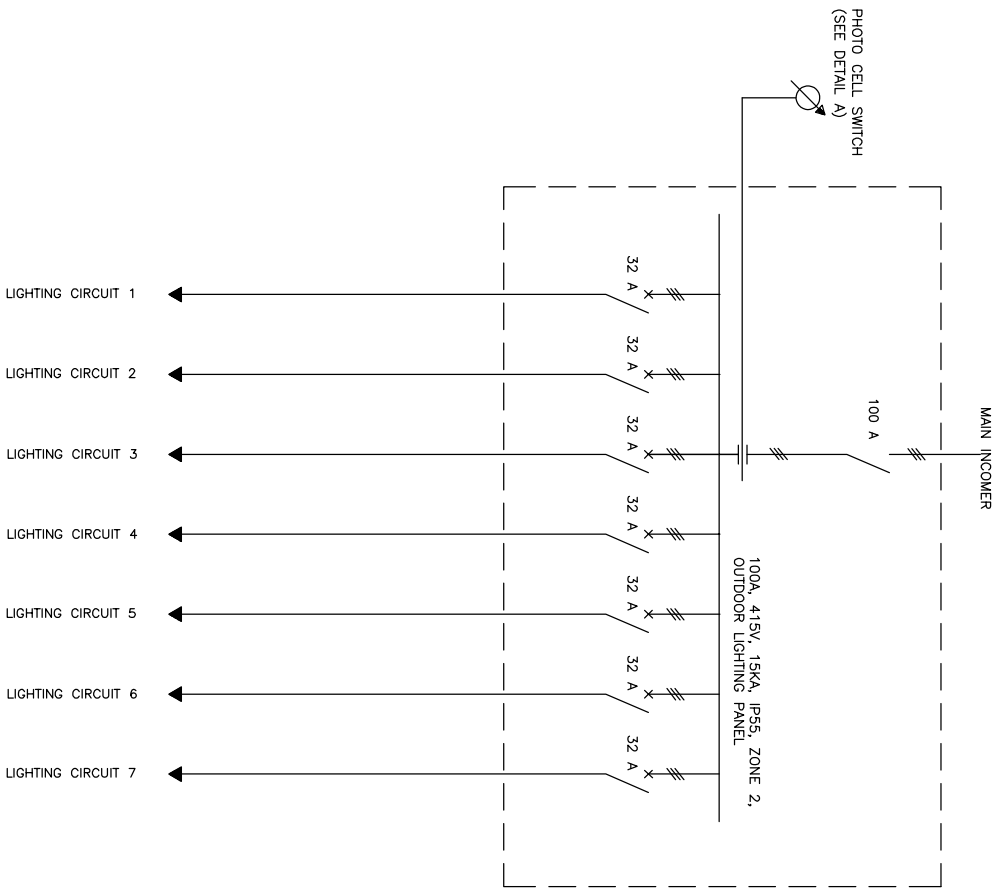 PHOTO CELL SWITCH
(SEE DETAIL A)
MAIN INCOMER
100 A
100A, 415V, 15KA, IP55, ZONE 2,
OUTDOOR LIGHTING PANEL
32 A
LIGHTING CIRCUIT 1
32 A
LIGHTING CIRCUIT 2
32 A
LIGHTING CIRCUIT 3
32 A
LIGHTING CIRCUIT 4
32 A
LIGHTING CIRCUIT 5
32 A
LIGHTING CIRCUIT 6
32 A
LIGHTING CIRCUIT 7